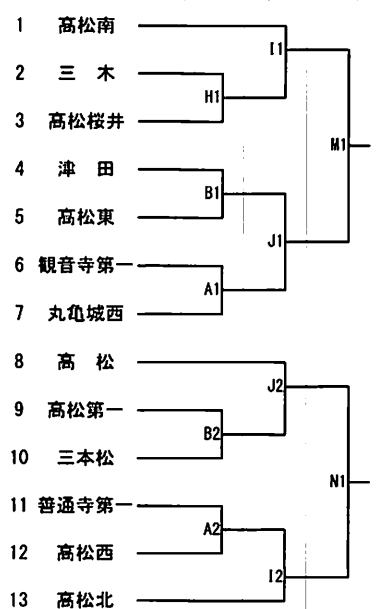 1 高松南
I1
2 三木
H1
3 高松桜井
M1
4 津田
B1
5 高松東
J1
6 観音寺第一
A1
7 丸亀城西
8 高松
J2
9 高松第一
B2
10 三本松
N1
11 善通寺第一
A2
12 高松西
I2
13 高松北